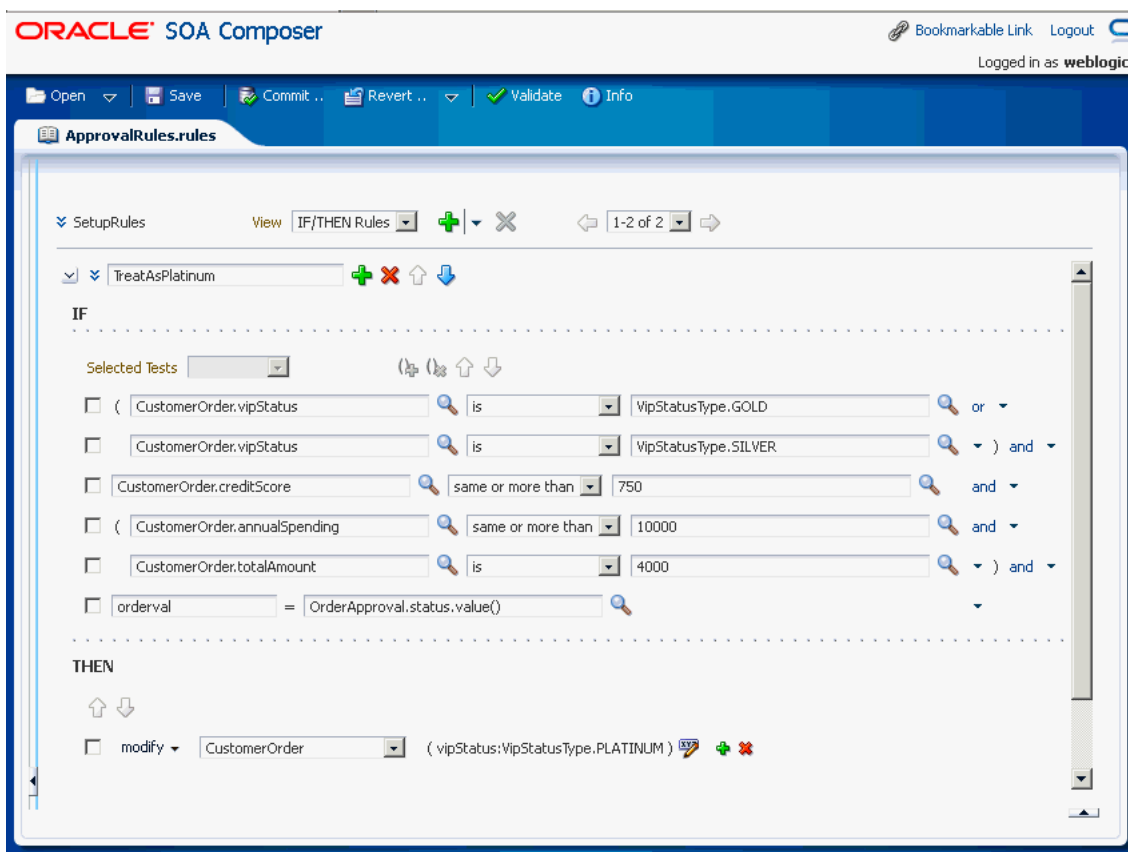 ORACLE SOA Composer
Bookmarkable Link Logout
Logged in as weblogic
Open Save Commit .. Revert .. Validate Info
ApprovalRules.rules
SetupRules View IF/THEN Rules 1-2 of 2
TreatAsPlatinum
IF
Selected Tests
( CustomerOrder.vipStatus is VipStatusType.GOLD or
CustomerOrder.vipStatus is VipStatusType.SILVER ) and
CustomerOrder.creditScore same or more than 750 and
( CustomerOrder.annualSpending same or more than 10000 and
CustomerOrder.totalAmount is 4000 ) and
orderval = OrderApproval.status.value()
THEN
modify CustomerOrder ( vipStatus:VipStatusType.PLATINUM )